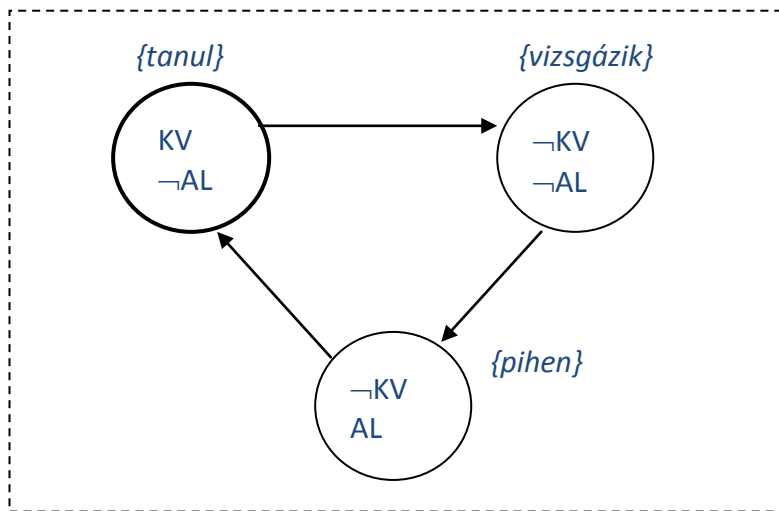 {tanul}
{vizsgázik}
KV
¬AL
¬KV
¬AL
{pihen}
¬KV
AL